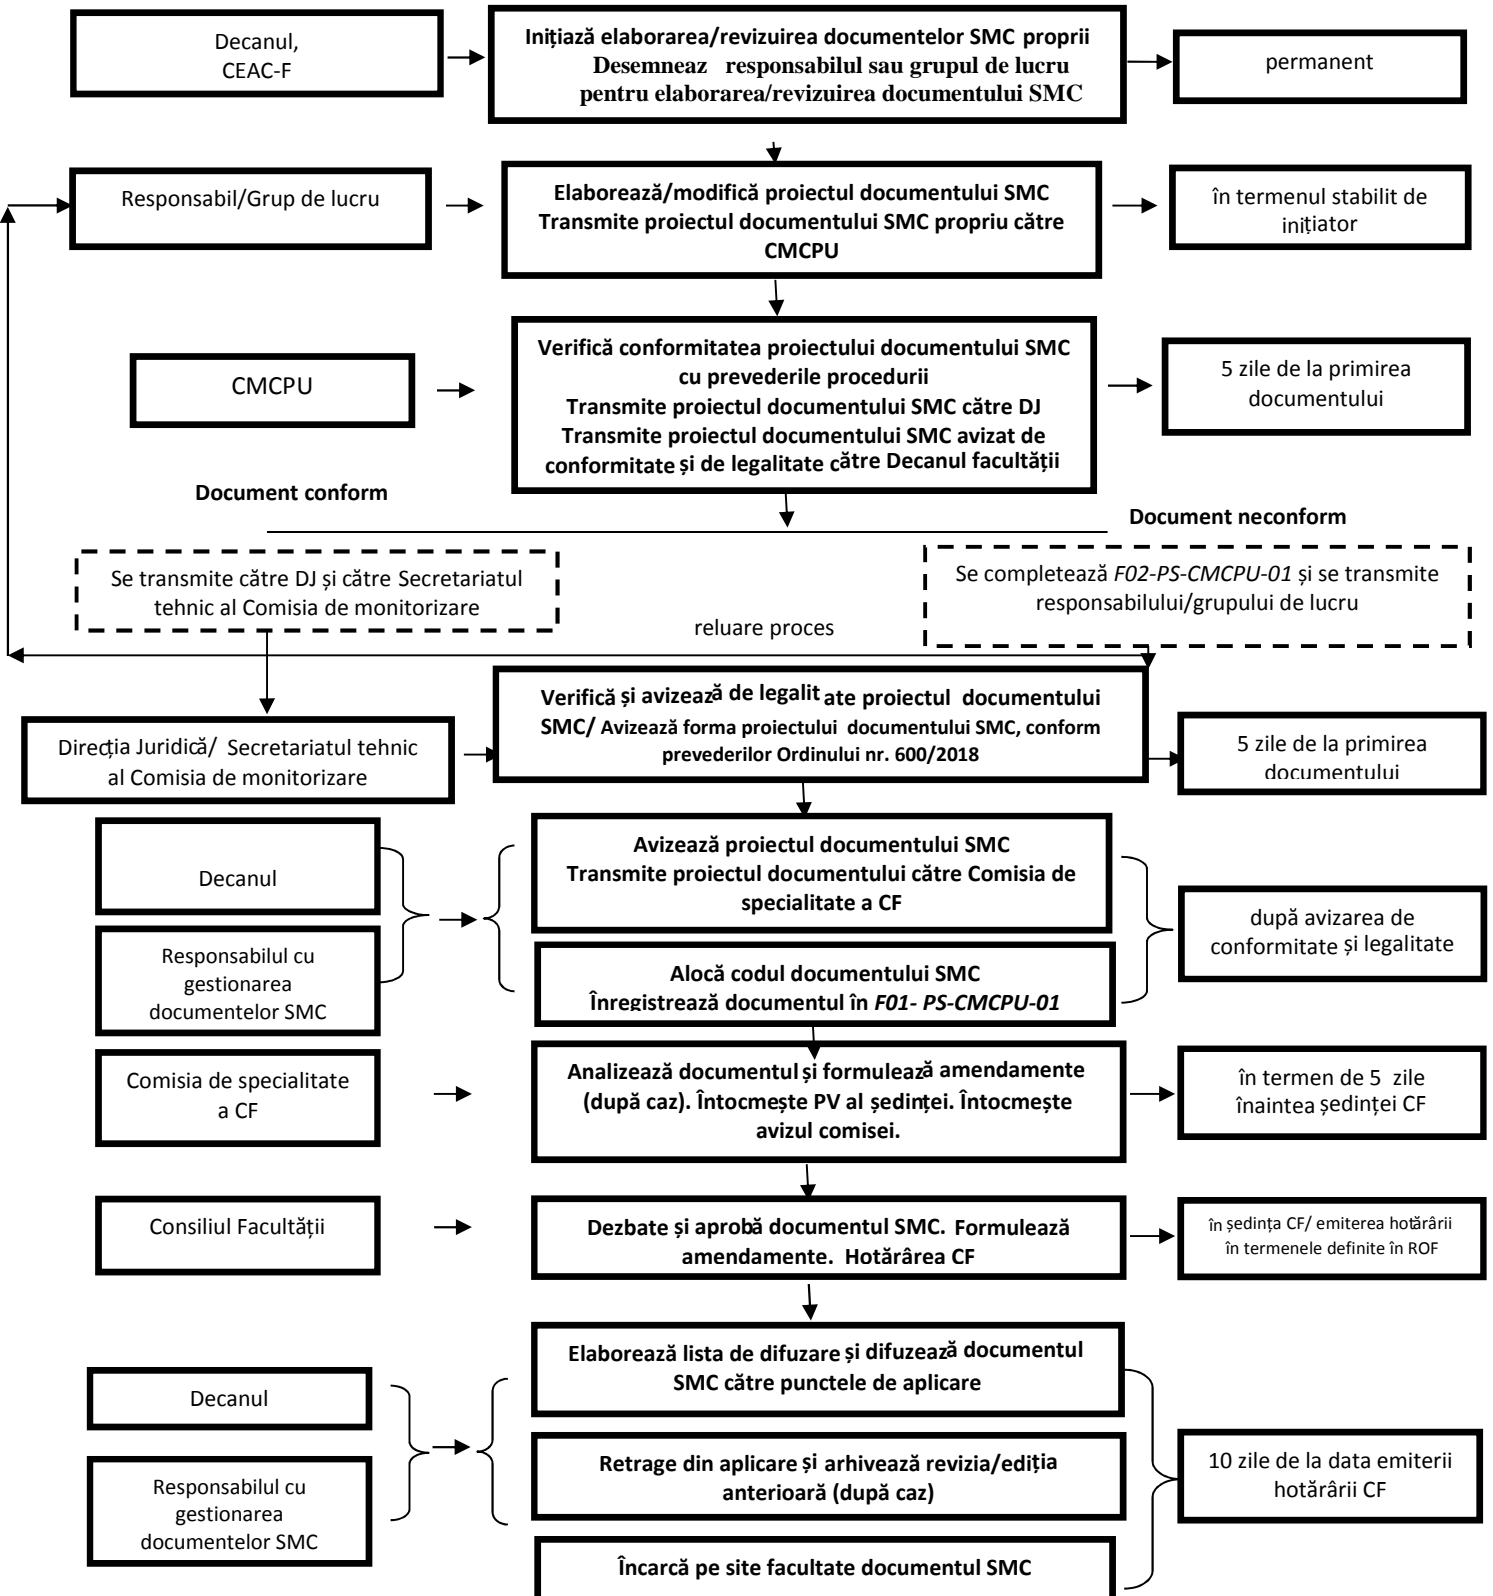 Decanul,
CEAC-F
Inițiază elaborarea/revizuirea documentelor SMC proprii
Desemneaz responsabilul sau grupul de lucru
pentru elaborarea/revizuirea documentului SMC
permanent
Responsabil/Grup de lucru
Elaborează/modifică proiectul documentului SMC
Transmite proiectul documentului SMC propriu către
CMCPU
în termenul stabilit de
inițiator
CMCPU
Verifică conformitatea proiectului documentului SMC
cu prevederile procedurii
Transmite proiectul documentului SMC către DJ
Transmite proiectul documentului SMC avizat de
conformitate și de legalitate către Decanul facultății
5 zile de la primirea
documentului
Document conform
Document neconform
Se transmite către DJ și către Secretariatul
tehnic al Comisia de monitorizare
Se completează F02-PS-CMCPU-01 și se transmite
responsabilului/grupului de lucru
reluare proces
Direcția Juridică/ Secretariatul tehnic
al Comisia de monitorizare
Verifică și avizează de legalit ate proiectul documentului
SMC/ Avizează forma proiectului documentului SMC, conform
prevederilor Ordinului nr. 600/2018
5 zile de la primirea
documentului
Decanul
Responsabilul cu
gestionarea
documentelor SMC
Avizează proiectul documentului SMC
Transmite proiectul documentului către Comisia de
specialitate a CF
Alocă codul documentului SMC
Înregistrează documentul în F01- PS-CMCPU-01
după avizarea de
conformitate și legalitate
Comisia de specialitate
a CF
Analizează documentul și formulează amendamente
(după caz). Întocmește PV al ședinței. Întocmește
avizul comisei.
în termen de 5 zile
înaintea ședinței CF
Consiliul Facultății
Dezbate și aprobă documentul SMC. Formulează
amendamente. Hotărârea CF
în ședința CF/ emiterea hotărârii
în termenele definite în ROF
Decanul
Responsabilul cu
gestionarea
documentelor SMC
Elaborează lista de difuzare și difuzează documentul
SMC către punctele de aplicare
Retrage din aplicare și arhivează revizia/ediția
anterioară (după caz)
Încarcă pe site facultate documentul SMC
10 zile de la data emiterii
hotărârii CF